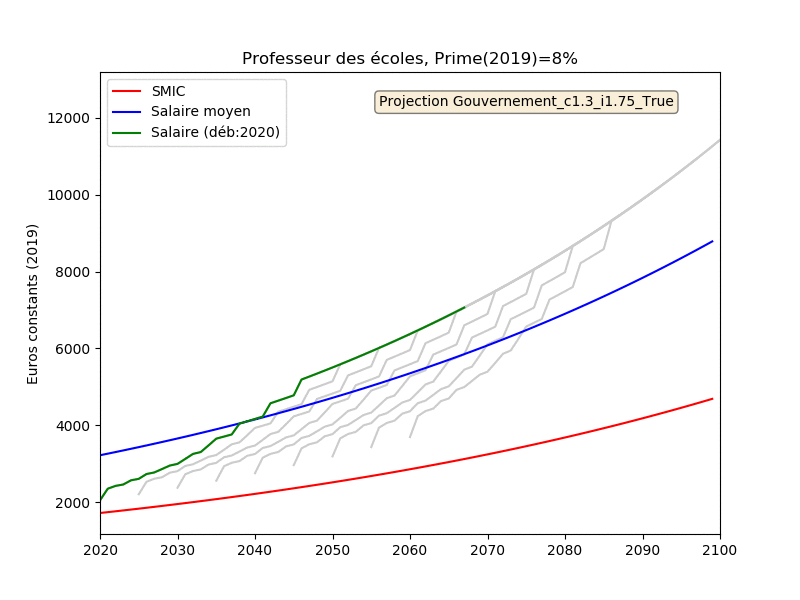 Professeur des écoles, Prime(2019)=8%
SMIC
Salaire moyen
Salaire (déb:2020)
Projection Gouvernement_c1.3_i1.75_True
Euros constants (2019)
12000
10000
8000
6000
4000
2000
2020 2030 2040 2050 2060 2070 2080 2090 2100